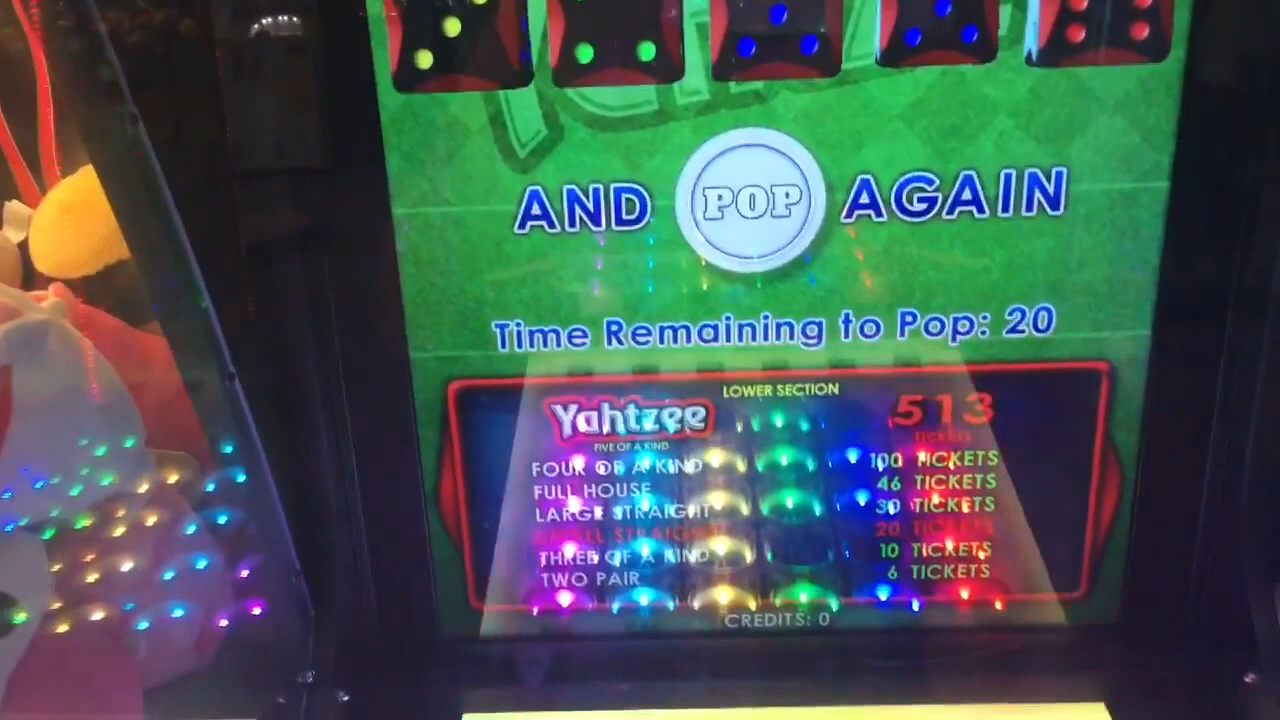 AND POP AGAIN
Time Remaining to Pop: 20
LOWER SECTION
Yahtzee 513
FIVE OF A KIND TICKETS
FOUR OF A KIND 100 TICKETS
FULL HOUSE 46 TICKETS
LARGE STRAIGHT 30 TICKETS
SMALL STRAIGHT 20 TICKETS
THREE OF A KIND 10 TICKETS
TWO PAIR 6 TICKETS
CREDITS: 0